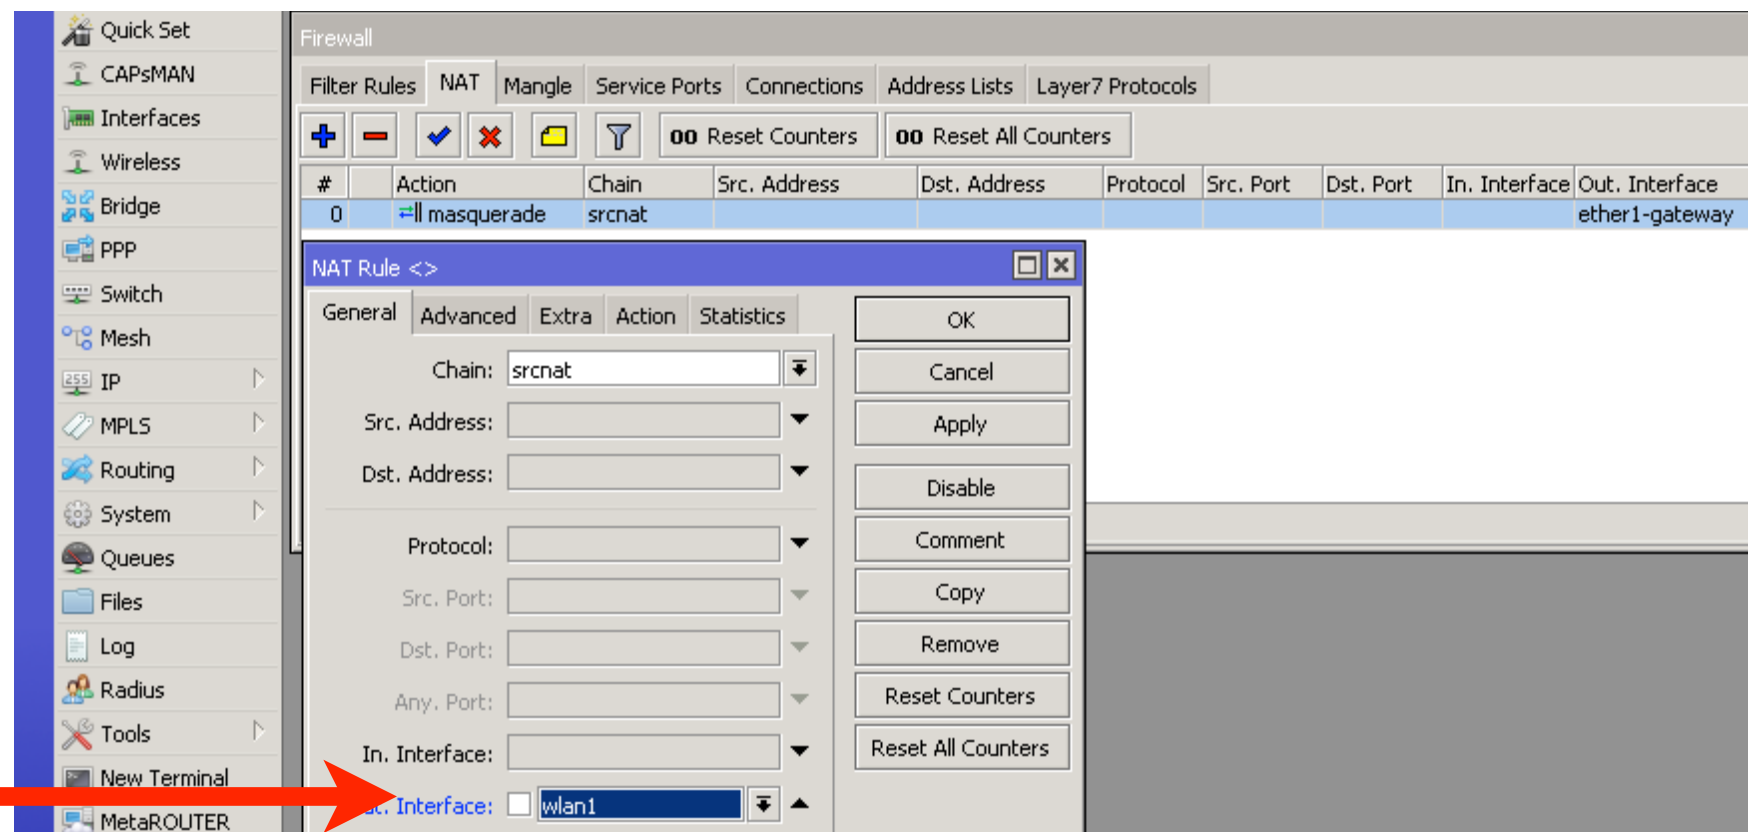 Quick Set
CAPsMAN
Interfaces
Wireless
Bridge
PPP
Switch
Mesh
255 IP
MPLS
Routing
System
Queues
Files
Log
Radius
Tools
New Terminal
MetaROUTER
Firewall
Filter Rules NAT Mangle Service Ports Connections Address Lists Layer7 Protocols
00 Reset Counters 00 Reset All Counters
# Action Chain Src. Address Dst. Address Protocol Src. Port Dst. Port In. Interface Out. Interface
0 masquerade srcnat ether1-gateway
NAT Rule <>
General Advanced Extra Action Statistics
Chain: srcnat
Src. Address:
Dst. Address:
Protocol:
Src. Port:
Dst. Port:
Any. Port:
In. Interface:
Interface: wlan1
OK
Cancel
Apply
Disable
Comment
Copy
Remove
Reset Counters
Reset All Counters